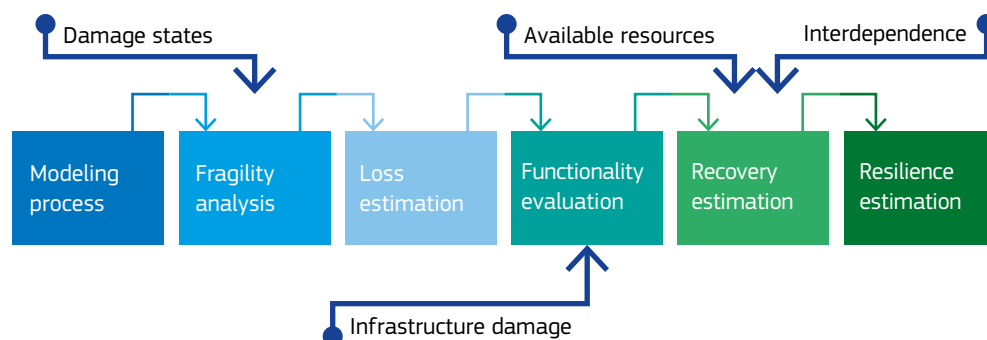 Damage states
Available resources
Interdependence
Modeling
process
Fragility
analysis
Loss
estimation
Functionality
evaluation
Recovery
estimation
Resilience
estimation
Infrastructure damage